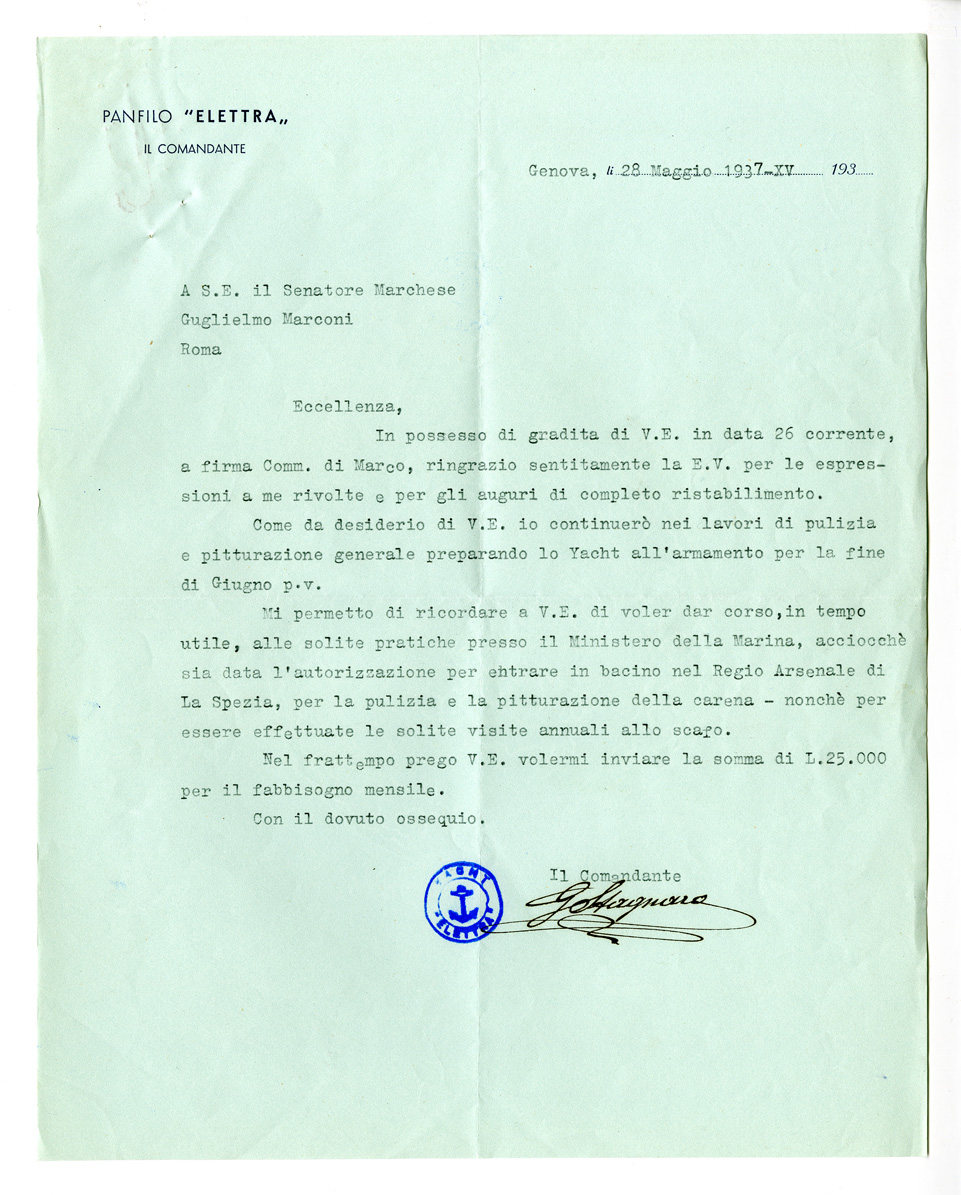 PANFILO "ELETTRA„
IL COMANDANTE
Genova, li 28 Maggio 1937-XV 193
A S.E. il Senatore Marchese
Guglielmo Marconi
Roma
Eccellenza,
In possesso di gradita di V.E. in data 26 corrente,
a firma Comm. di Marco, ringrazio sentitamente la E.V. per le espres-
sioni a me rivolte e per gli auguri di completo ristabilimento.
Come da desiderio di V.E. io continuerò nei lavori di pulizia
e pitturazione generale preparando lo Yacht all'armamento per la fine
di Giugno p.v.
Mi permetto di ricordare a V.E. di voler dar corso,in tempo
utile, alle solite pratiche presso il Ministero della Marina, acciocchè
sia data l'autorizzazione per entrare in bacino nel Regio Arsenale di
La Spezia, per la pulizia e la pitturazione della carena - nonchè per
essere effettuate le solite visite annuali allo scafo.
Nel frattempo prego V.E. volermi inviare la somma di L.25.000
per il fabbisogno mensile.
Con il dovuto ossequio.
Il Comandante
GStagnaro
YACHT
ELETTRA